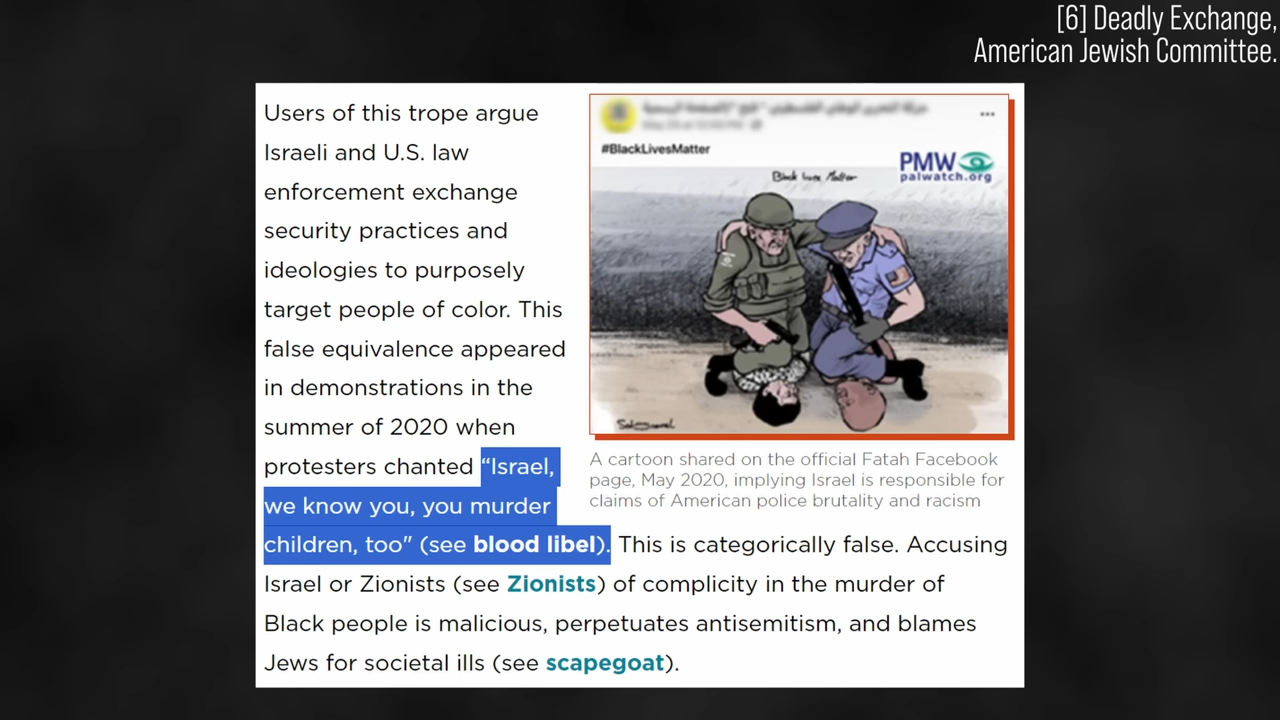 [6] Deadly Exchange,
American Jewish Committee.
Users of this trope argue
Israeli and U.S. law
enforcement exchange
security practices and
ideologies to purposely
target people of color. This
false equivalence appeared
in demonstrations in the
summer of 2020 when
protesters chanted “Israel,
we know you, you murder
children, too" (see blood libel).
This is categorically false. Accusing
Israel or Zionists (see Zionists) of complicity in the murder of
Black people is malicious, perpetuates antisemitism, and blames
Jews for societal ills (see scapegoat).
#BlackLivesMatter
PMW
palwatch.org
Black lives Matter
A cartoon shared on the official Fatah Facebook
page, May 2020, implying Israel is responsible for
claims of American police brutality and racism